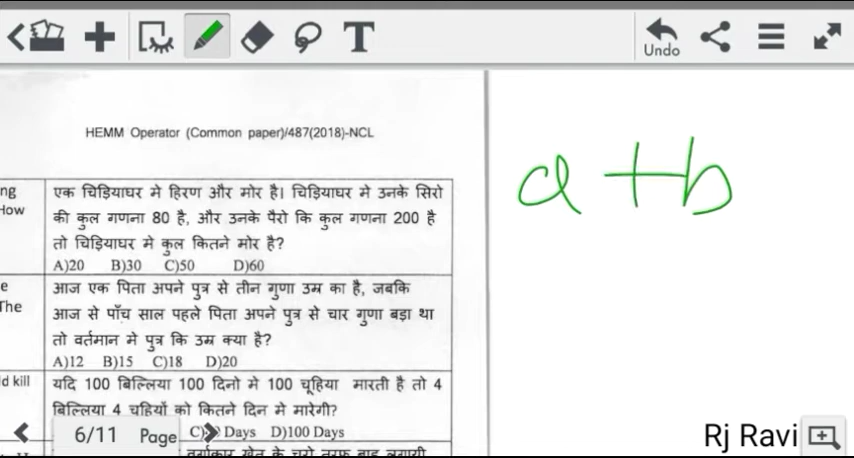 T
Undo
HEMM Operator (Common paper)/487(2018)-NCL
a+b
ng
How
एक चिड़ियाघर मे हिरण और मोर है। चिड़ियाघर मे उनके सिरो
की कुल गणना 80 है, और उनके पैरो कि कुल गणना 200 है
तो चिड़ियाघर मे कुल कितने मोर है?
A)20 B)30 C)50 D)60
e
The
आज एक पिता अपने पुत्र से तीन गुणा उम्र का है, जबकि
आज से पाँच साल पहले पिता अपने पुत्र से चार गुणा बड़ा था
तो वर्तमान मे पुत्र कि उम्र क्या है?
A)12 B)15 C)18 D)20
d kill
यदि 100 बिल्लिया 100 दिनो मे 100 चूहिया मारती है तो 4
बिल्लिया 4 चूहियों को कितने दिन मे मारेगी?
6/11 Page
Days D)100 Days
Rj Ravi